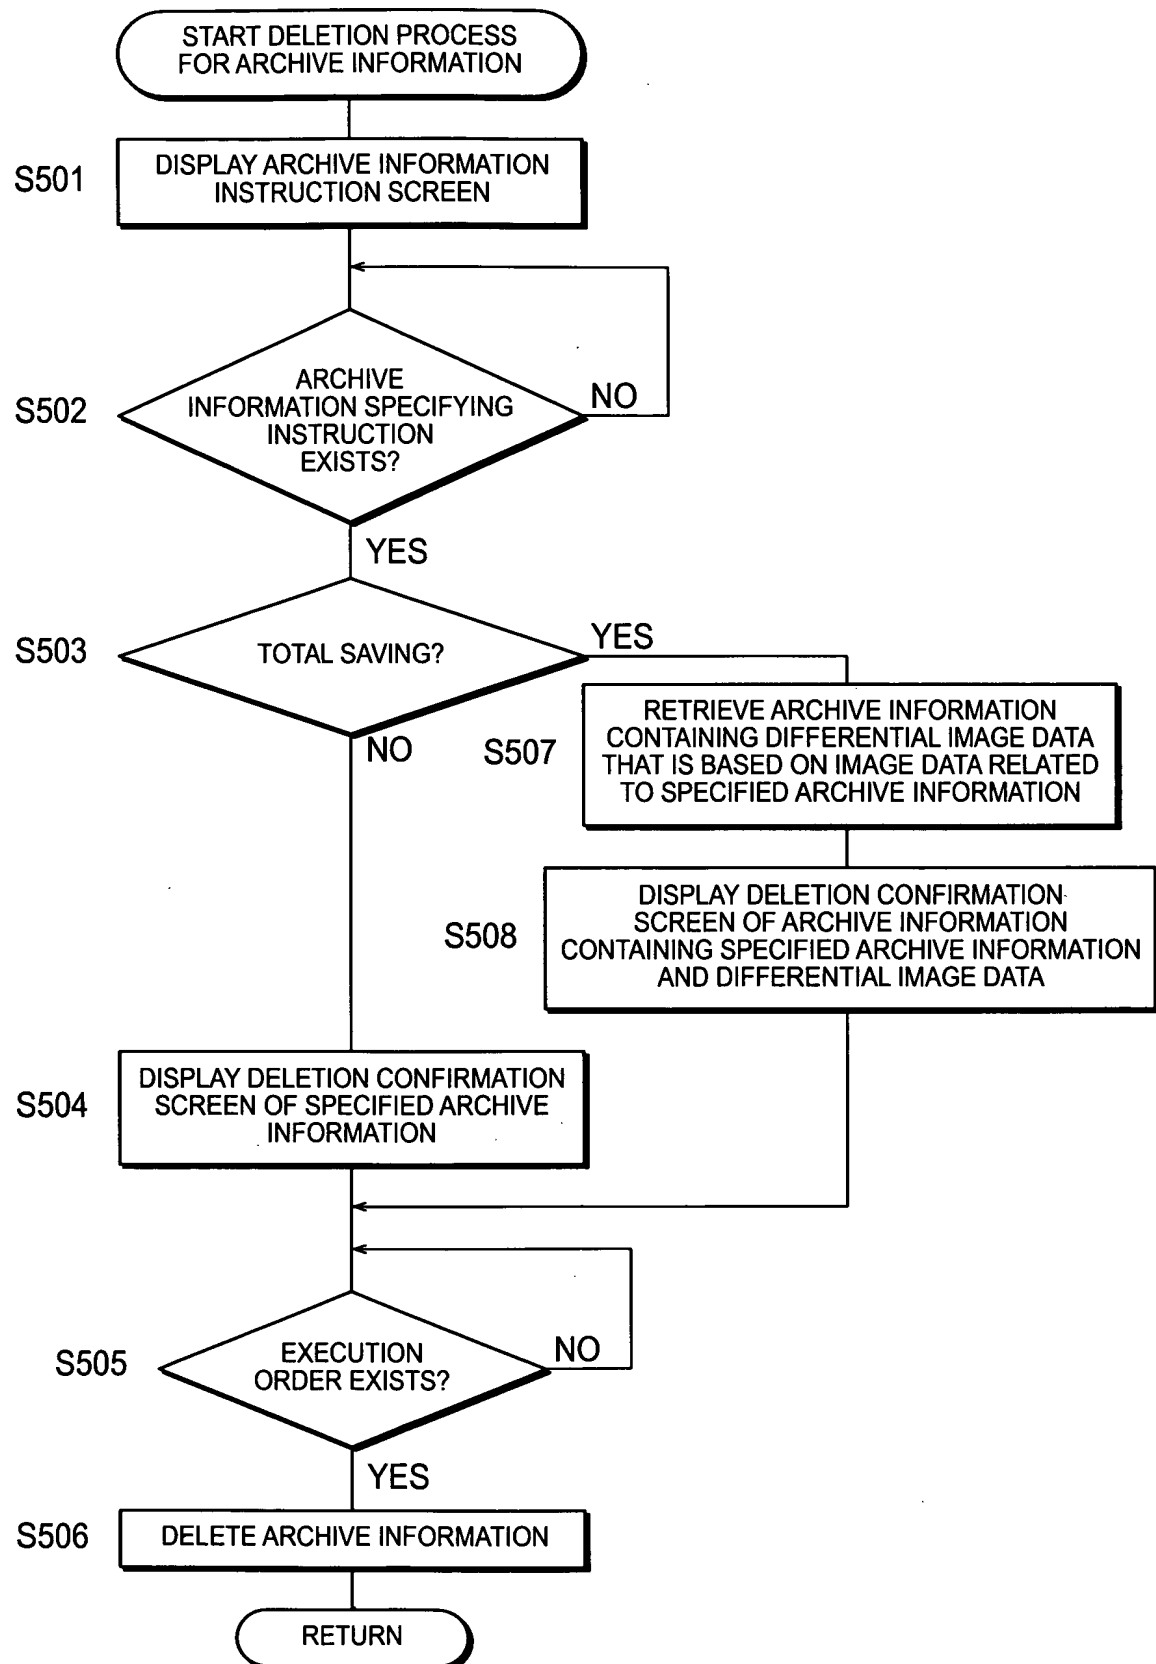 START DELETION PROCESS
FOR ARCHIVE INFORMATION
S501
DISPLAY ARCHIVE INFORMATION
INSTRUCTION SCREEN
S502
ARCHIVE
INFORMATION SPECIFYING
INSTRUCTION
EXISTS?
NO
YES
S503
TOTAL SAVING?
YES
NO
S507
RETRIEVE ARCHIVE INFORMATION
CONTAINING DIFFERENTIAL IMAGE DATA
THAT IS BASED ON IMAGE DATA RELATED
TO SPECIFIED ARCHIVE INFORMATION
S508
DISPLAY DELETION CONFIRMATION
SCREEN OF ARCHIVE INFORMATION
CONTAINING SPECIFIED ARCHIVE INFORMATION
AND DIFFERENTIAL IMAGE DATA
S504
DISPLAY DELETION CONFIRMATION
SCREEN OF SPECIFIED ARCHIVE
INFORMATION
S505
EXECUTION
ORDER EXISTS?
NO
YES
S506
DELETE ARCHIVE INFORMATION
RETURN